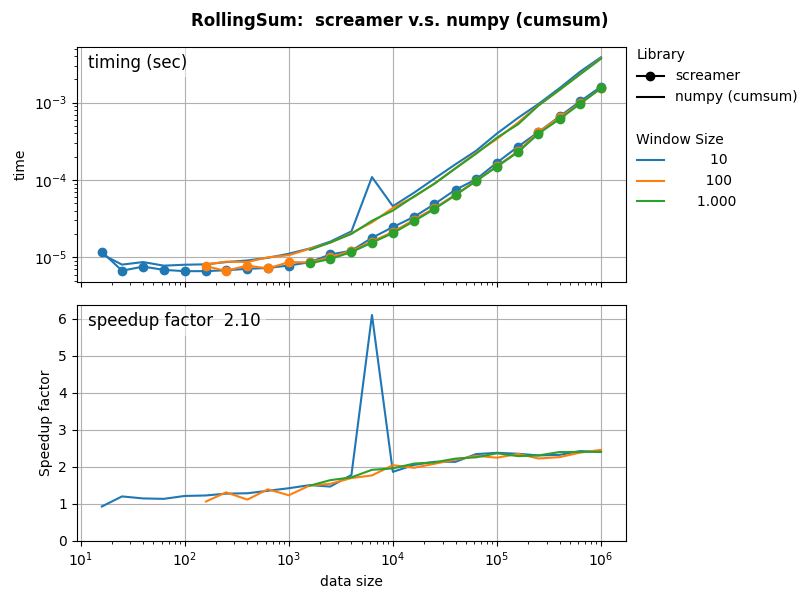 RollingSum:  screamer v.s. numpy (cumsum)
timing (sec)
time
10⁻³
10⁻⁴
10⁻⁵
Library
screamer
numpy (cumsum)
Window Size
10
100
1.000
speedup factor  2.10
Speedup factor
6
5
4
3
2
1
0
10¹ 10² 10³ 10⁴ 10⁵ 10⁶
data size